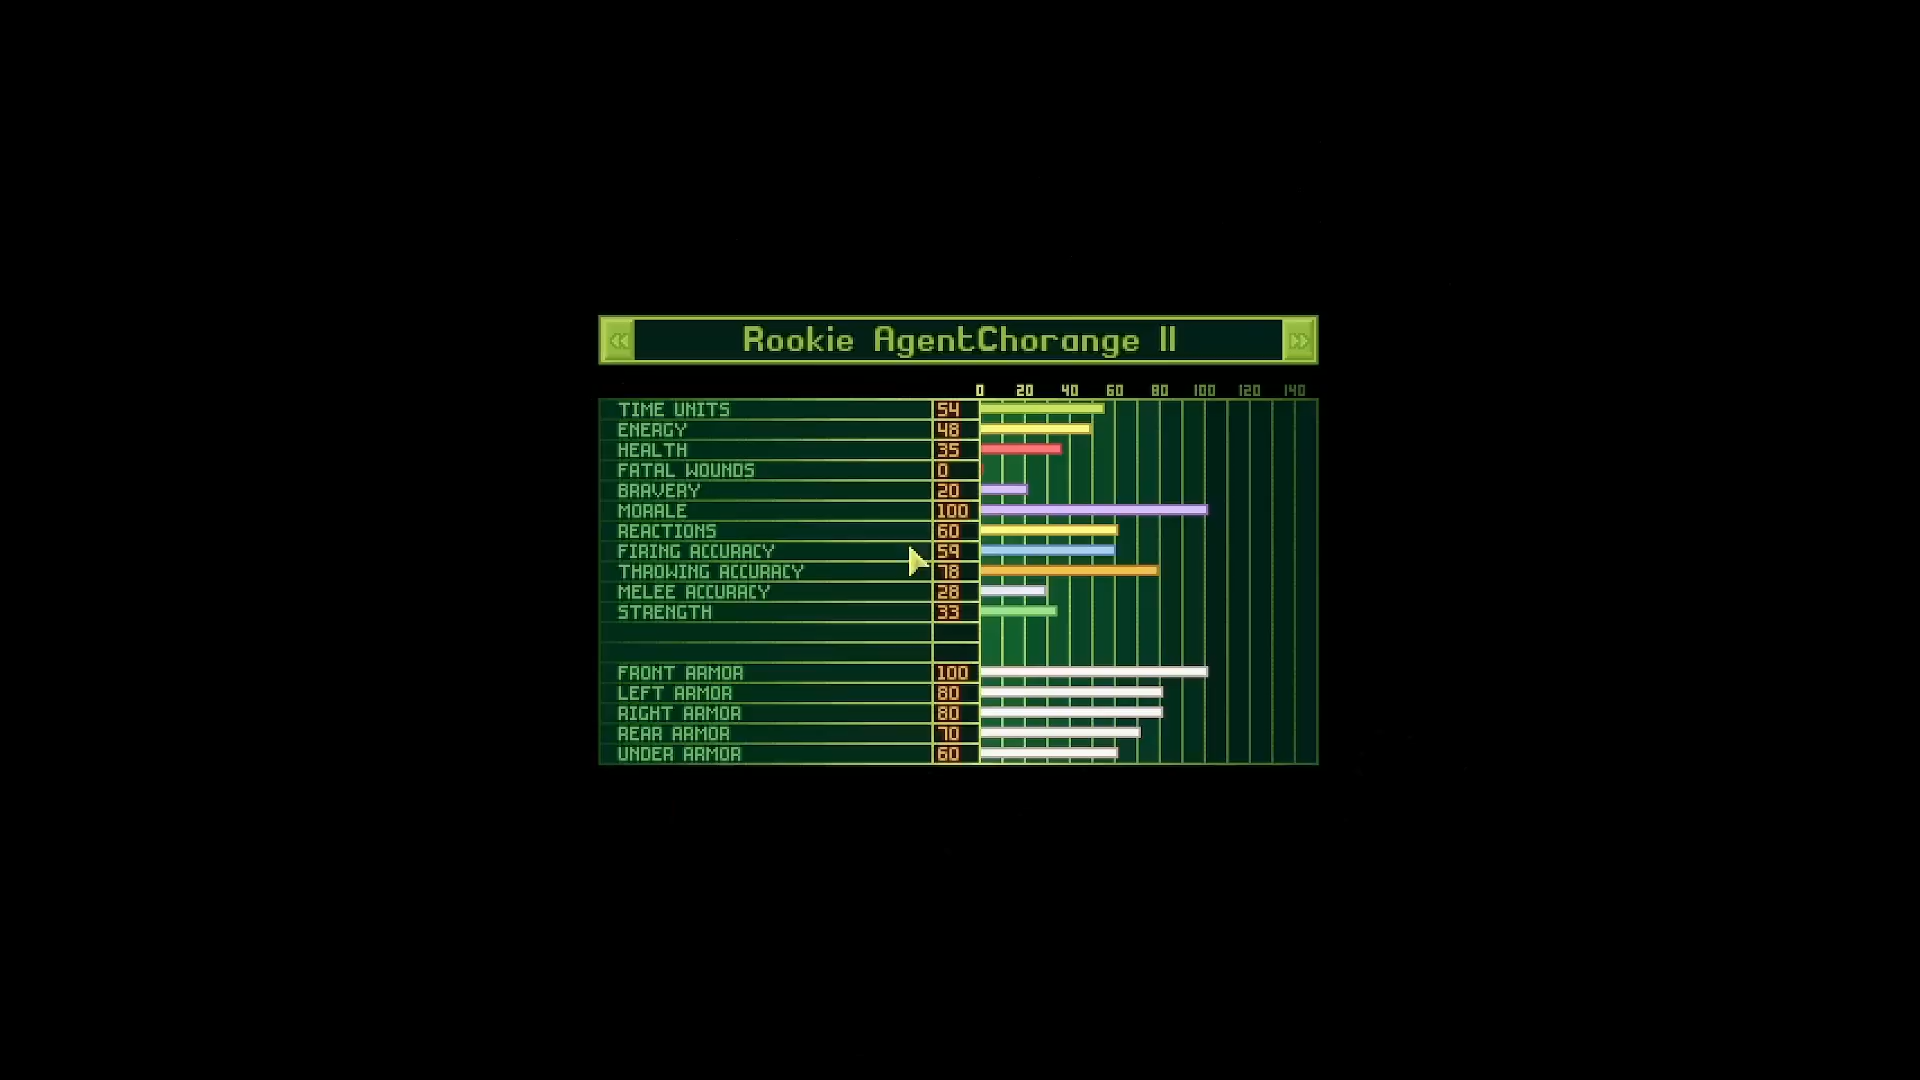 Rookie AgentChorange II
0 20 40 60 80 100 120 140
TIME UNITS 54
ENERGY 48
HEALTH 35
FATAL WOUNDS 0
BRAVERY 20
MORALE 100
REACTIONS 60
FIRING ACCURACY 59
THROWING ACCURACY 78
MELEE ACCURACY 28
STRENGTH 33
FRONT ARMOR 100
LEFT ARMOR 80
RIGHT ARMOR 80
REAR ARMOR 70
UNDER ARMOR 60